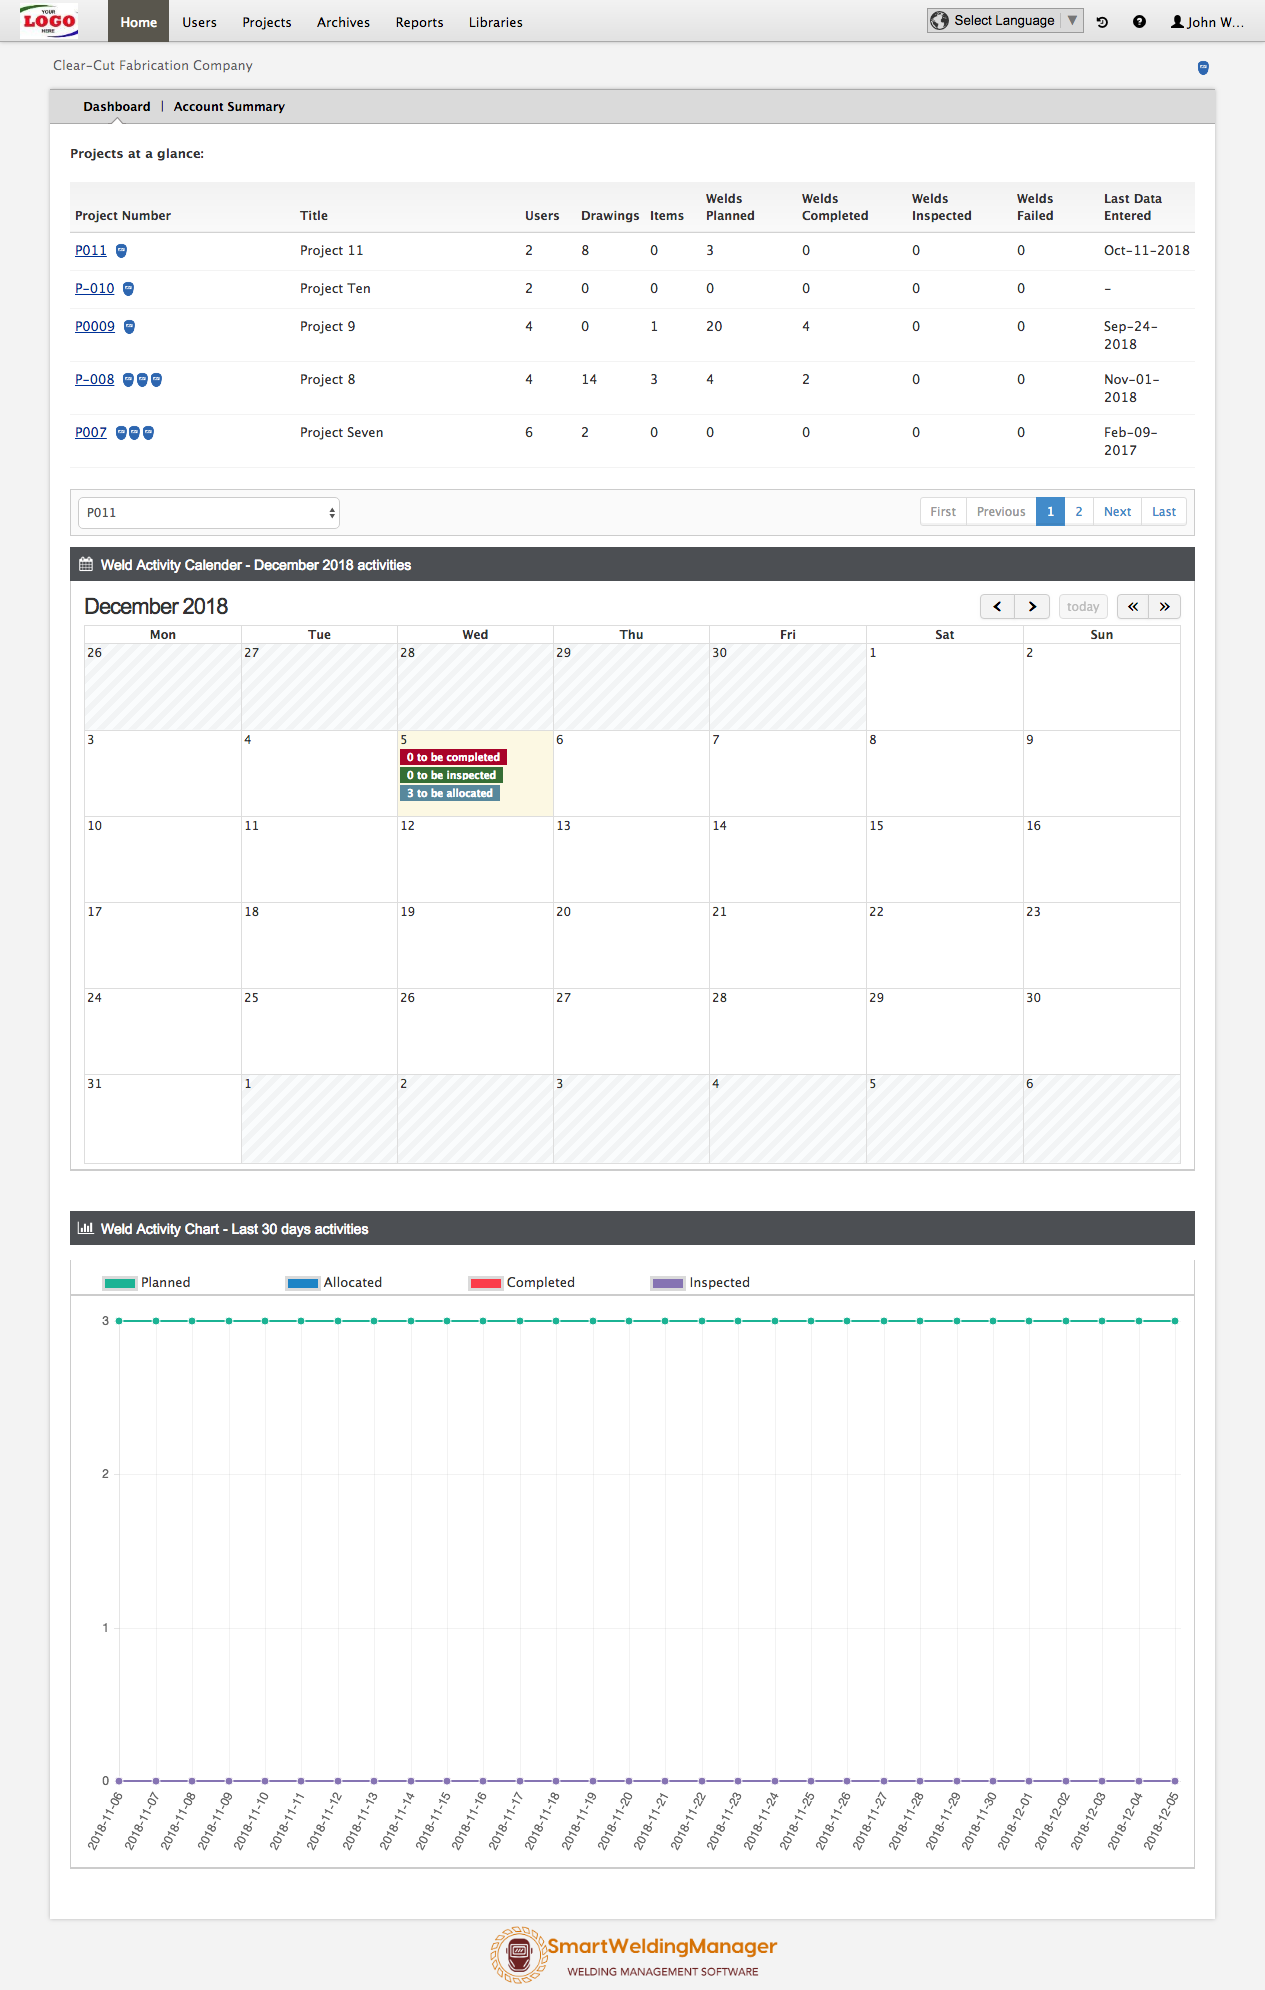 YOUR
LOGO
HERE
Home Users Projects Archives Reports Libraries Select Language ▼ John W...
Clear-Cut Fabrication Company
Dashboard | Account Summary
Projects at a glance:
Project Number Title Users Drawings Items Welds Planned Welds Completed Welds Inspected Welds Failed Last Data Entered
P011 Project 11 2 8 0 3 0 0 0 Oct-11-2018
P-010 Project Ten 2 0 0 0 0 0 0 -
P0009 Project 9 4 0 1 20 4 0 0 Sep-24-2018
P-008 Project 8 4 14 3 4 2 0 0 Nov-01-2018
P007 Project Seven 6 2 0 0 0 0 0 Feb-09-2017
P011 First Previous 1 2 Next Last
Weld Activity Calender - December 2018 activities
December 2018 < > today « »
Mon Tue Wed Thu Fri Sat Sun
26 27 28 29 30 1 2
3 4 5 6 7 8 9
0 to be completed
0 to be inspected
3 to be allocated
10 11 12 13 14 15 16
17 18 19 20 21 22 23
24 25 26 27 28 29 30
31 1 2 3 4 5 6
Weld Activity Chart - Last 30 days activities
Planned Allocated Completed Inspected
3
2
1
0
2018-11-06 2018-11-07 2018-11-08 2018-11-09 2018-11-10 2018-11-11 2018-11-12 2018-11-13 2018-11-14 2018-11-15 2018-11-16 2018-11-17 2018-11-18 2018-11-19 2018-11-20 2018-11-21 2018-11-22 2018-11-23 2018-11-24 2018-11-25 2018-11-26 2018-11-27 2018-11-28 2018-11-29 2018-11-30 2018-12-01 2018-12-02 2018-12-03 2018-12-04 2018-12-05
SmartWeldingManager
WELDING MANAGEMENT SOFTWARE